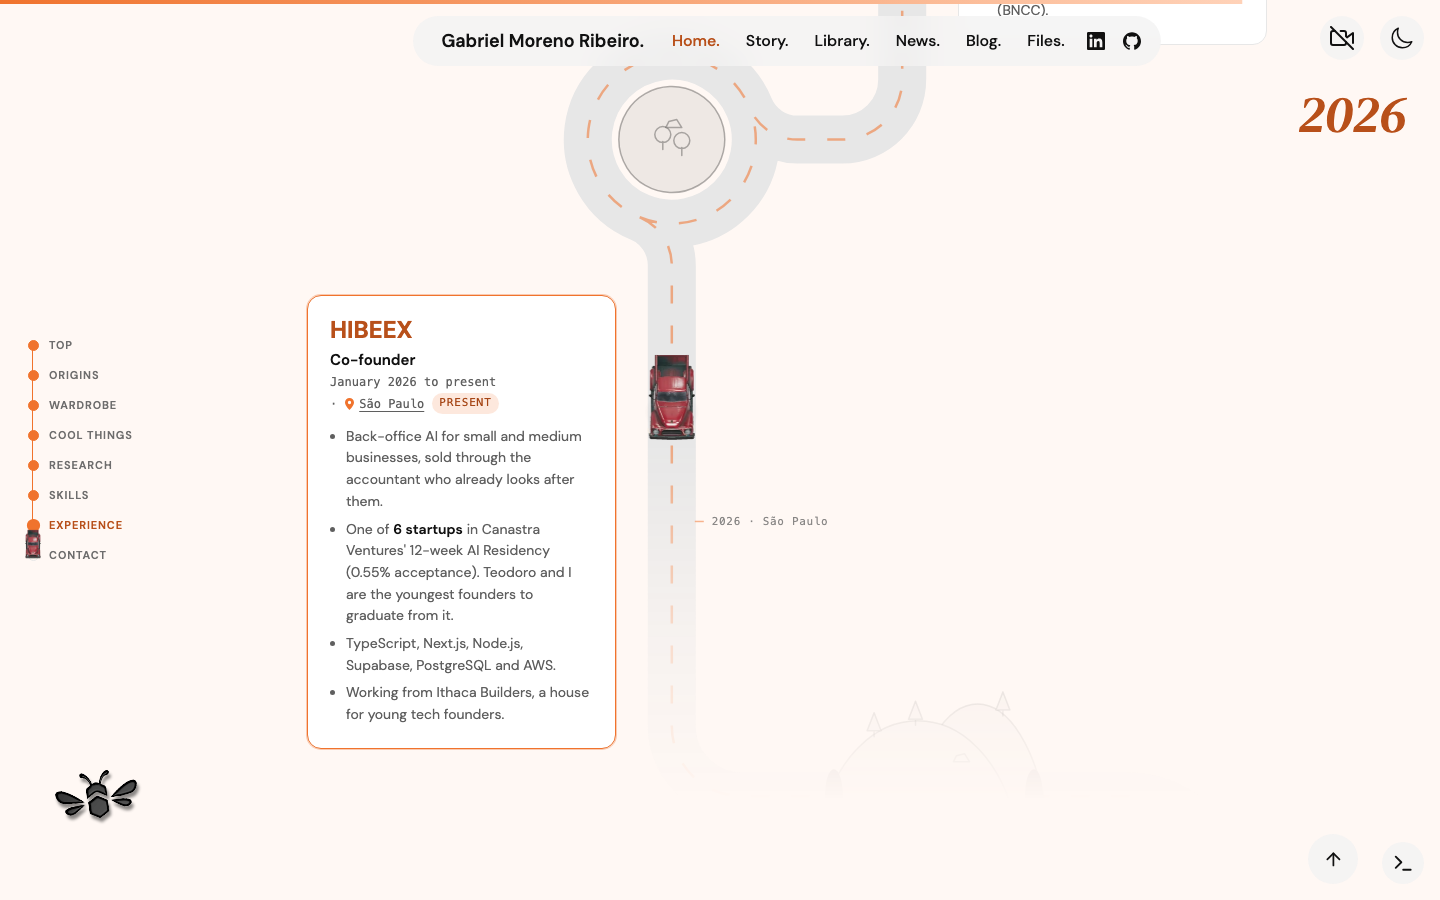 (BNCC).
Gabriel Moreno Ribeiro. Home. Story. Library. News. Blog. Files.
2026
TOP
ORIGINS
WARDROBE
COOL THINGS
RESEARCH
SKILLS
EXPERIENCE
CONTACT
HIBEEX
Co-founder
January 2026 to present
· São Paulo PRESENT
• Back-office AI for small and medium
businesses, sold through the
accountant who already looks after
them.
• One of 6 startups in Canastra
Ventures' 12-week AI Residency
(0.55% acceptance). Teodoro and I
are the youngest founders to
graduate from it.
• TypeScript, Next.js, Node.js,
Supabase, PostgreSQL and AWS.
• Working from Ithaca Builders, a house
for young tech founders.
2026 · São Paulo